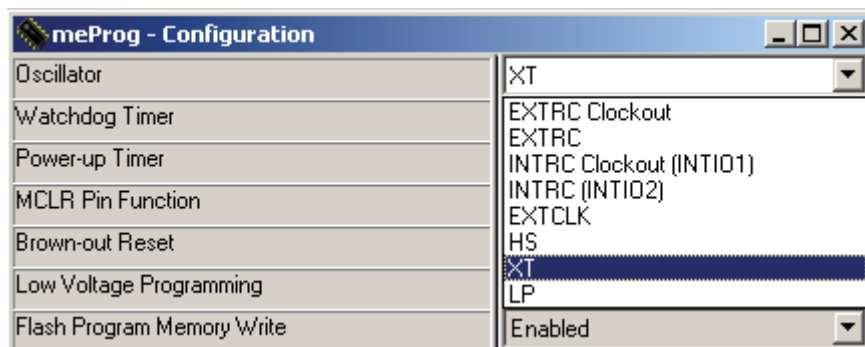 meProg - Configuration
Oscillator
XT
Watchdog Timer
Power-up Timer
MCLR Pin Function
Brown-out Reset
Low Voltage Programming
Flash Program Memory Write
EXTRC Clockout
EXTRC
INTRC Clockout (INTIO1)
INTRC (INTIO2)
EXTCLK
HS
XT
LP
Enabled